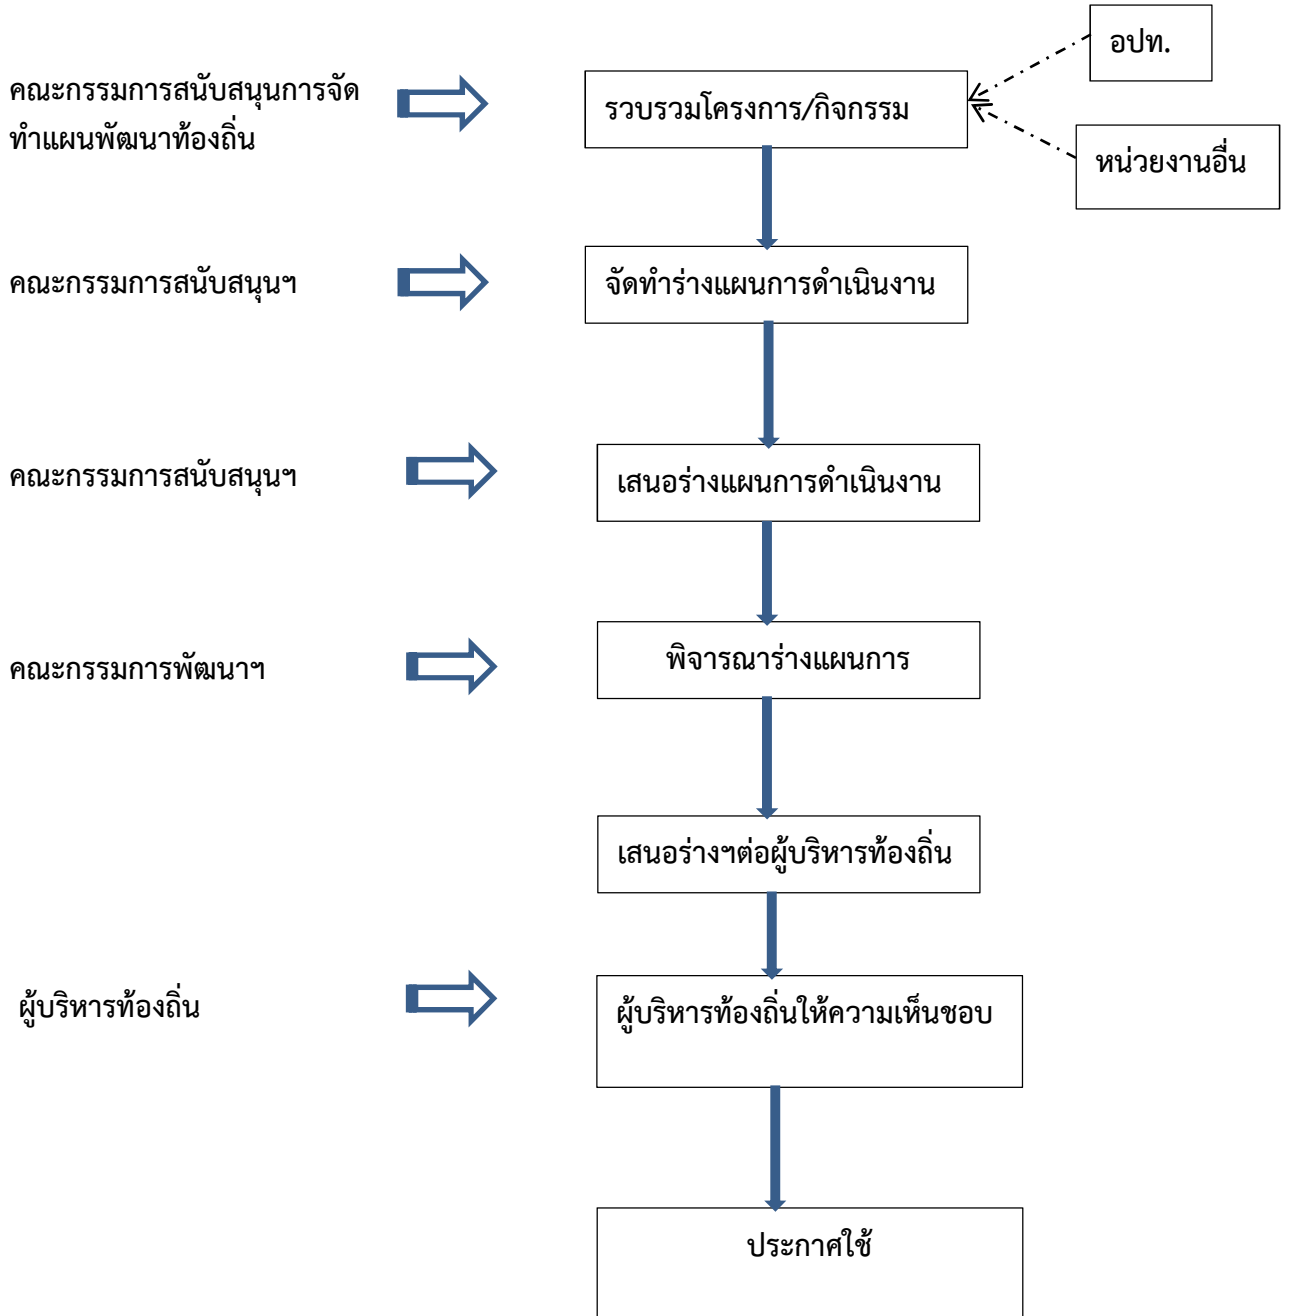 อปท.
คณะกรรมการสนับสนุนการจัด
ทำแผนพัฒนาท้องถิ่น
รวบรวมโครงการ/กิจกรรม
หน่วยงานอื่น
คณะกรรมการสนับสนุนฯ
จัดทำร่างแผนการดำเนินงาน
คณะกรรมการสนับสนุนฯ
เสนอร่างแผนการดำเนินงาน
คณะกรรมการพัฒนาฯ
พิจารณาร่างแผนการ
เสนอร่างฯต่อผู้บริหารท้องถิ่น
ผู้บริหารท้องถิ่น
ผู้บริหารท้องถิ่นให้ความเห็นชอบ
ประกาศใช้